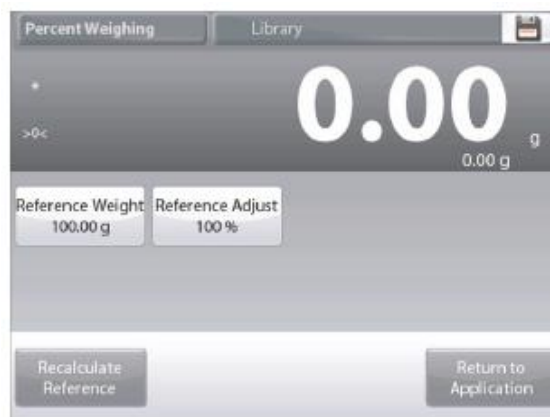 Percent Weighing
Library
*
>0<
0.00 g
0.00 g
Reference Weight
100.00 g
Reference Adjust
100 %
Recalculate
Reference
Return to
Application